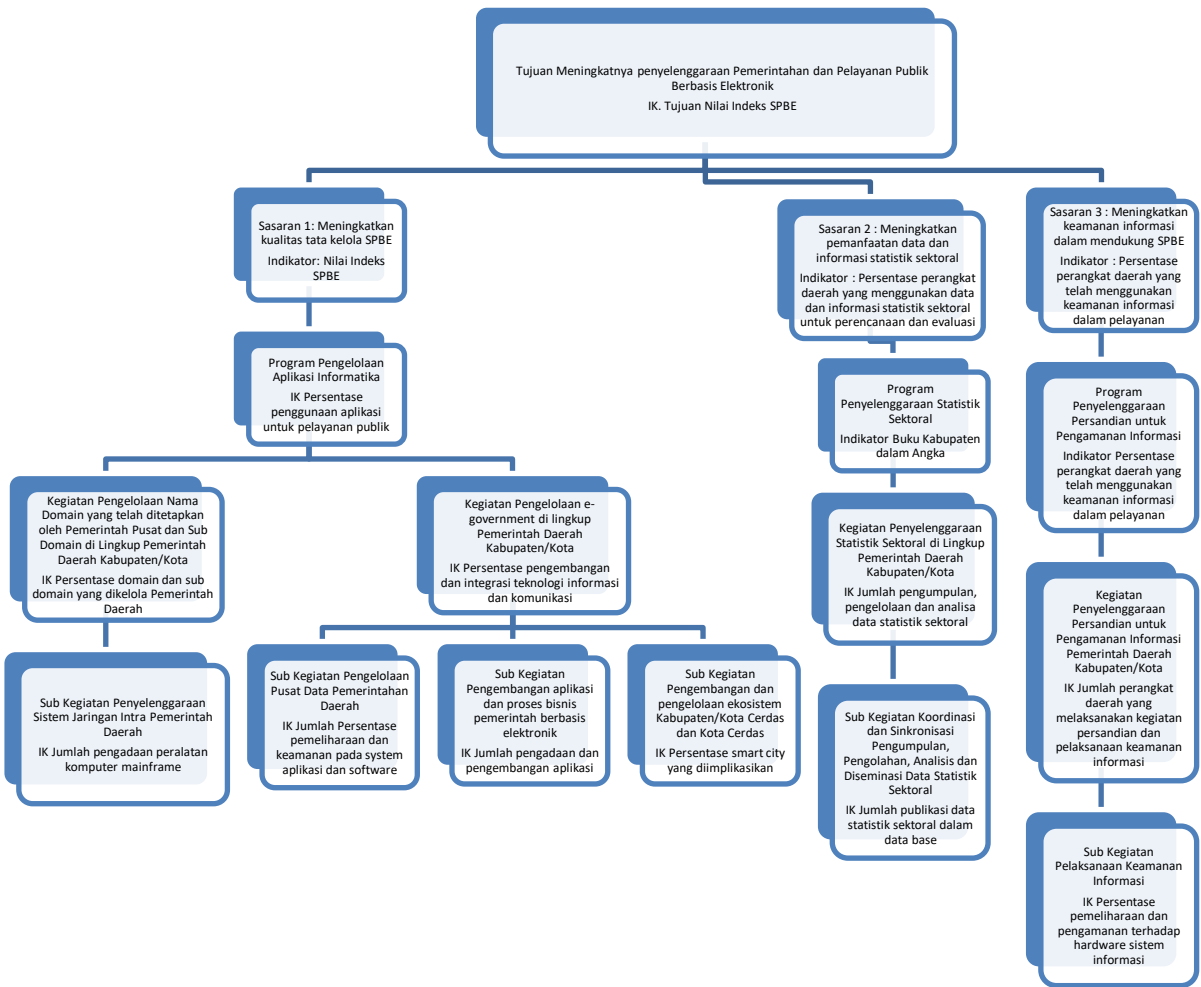 Tujuan Meningkatnya penyelenggaraan Pemerintahan dan Pelayanan Publik
Berbasis Elektronik
IK. Tujuan Nilai Indeks SPBE
Sasaran 1: Meningkatkan
kualitas tata kelola SPBE
Indikator: Nilai Indeks
SPBE
Program Pengelolaan
Aplikasi Informatika
IK Persentase
penggunaan aplikasi
untuk pelayanan publik
Kegiatan Pengelolaan Nama
Domain yang telah ditetapkan
oleh Pemerintah Pusat dan Sub
Domain di Lingkup Pemerintah
Daerah Kabupaten/Kota
IK Persentase domain dan sub
domain yang dikelola Pemerintah
Daerah
Sub Kegiatan Penyelenggaraan
Sistem Jaringan Intra Pemerintah
Daerah
IK Jumlah pengadaan peralatan
komputer mainframe
Kegiatan Pengelolaan e-
government di lingkup
Pemerintah Daerah
Kabupaten/Kota
IK Persentase pengembangan
dan integrasi teknologi informasi
dan komunikasi
Sub Kegiatan Pengelolaan
Pusat Data Pemerintahan
Daerah
IK Jumlah Persentase
pemeliharaan dan
keamanan pada system
aplikasi dan software
Sub Kegiatan
Pengembangan aplikasi
dan proses bisnis
pemerintah berbasis
elektronik
IK Jumlah pengadaan dan
pengembangan aplikasi
Sub Kegiatan
Pengembangan dan
pengelolaan ekosistem
Kabupaten/Kota Cerdas
dan Kota Cerdas
IK Persentase smart city
yang diimplikasikan
Sasaran 2 : Meningkatkan
pemanfaatan data dan
informasi statistik sektoral
Indikator : Persentase perangkat
daerah yang menggunakan data
dan informasi statistik sektoral
untuk perencanaan dan evaluasi
Program
Penyelenggaraan Statistik
Sektoral
Indikator Buku Kabupaten
dalam Angka
Kegiatan Penyelenggaraan
Statistik Sektoral di Lingkup
Pemerintah Daerah
Kabupaten/Kota
IK Jumlah pengumpulan,
pengelolaan dan analisa
data statistik sektoral
Sub Kegiatan Koordinasi
dan Sinkronisasi
Pengumpulan,
Pengolahan, Analisis dan
Diseminasi Data Statistik
Sektoral
IK Jumlah publikasi data
statistik sektoral dalam
data base
Sasaran 3 : Meningkatkan
keamanan informasi
dalam mendukung SPBE
Indikator : Persentase
perangkat daerah yang
telah menggunakan
keamanan informasi
dalam pelayanan
Program
Penyelenggaraan
Persandian untuk
Pengamanan Informasi
Indikator Persentase
perangkat daerah yang
telah menggunakan
keamanan informasi
dalam pelayanan
Kegiatan
Penyelenggaraan
Persandian untuk
Pengamanan Informasi
Pemerintah Daerah
Kabupaten/Kota
IK Jumlah perangkat
daerah yang
melaksanakan kegiatan
persandian dan
pelaksanaan keamanan
informasi
Sub Kegiatan
Pelaksanaan Keamanan
Informasi
IK Persentase
pemeliharaan dan
pengamanan terhadap
hardware sistem
informasi